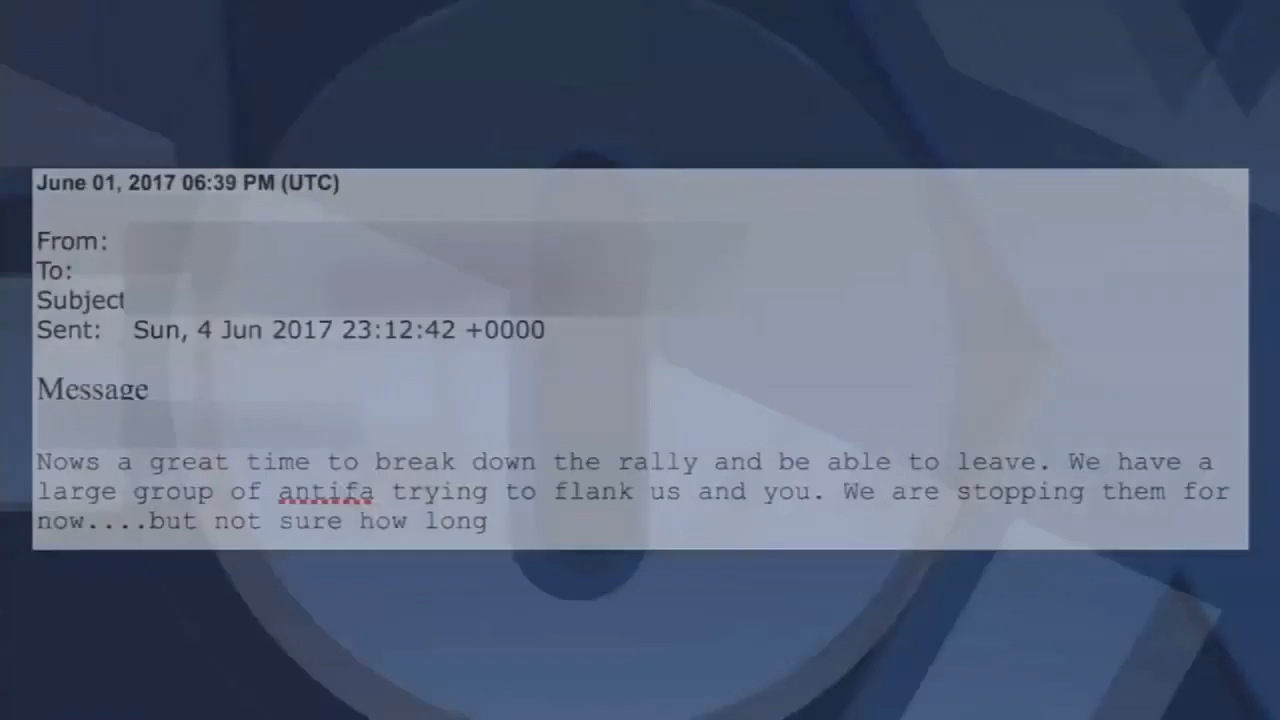 June 01, 2017 06:39 PM (UTC)
From:
To:
Subject
Sent: Sun, 4 Jun 2017 23:12:42 +0000
Message
Nows a great time to break down the rally and be able to leave. We have a
large group of antifa trying to flank us and you. We are stopping them for
now....but not sure how long